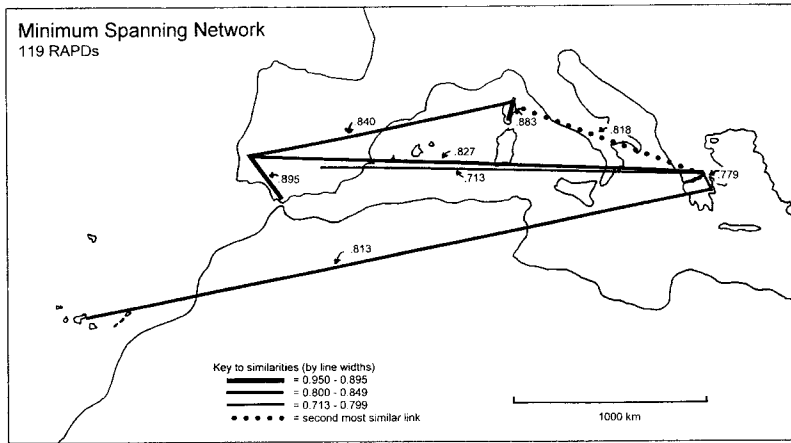 Minimum Spanning Network
119 RAPDs
.840
.883
.818
.827
.713
.779
.895
.813
Key to similarities (by line widths)
= 0.950 - 0.895
= 0.800 - 0.849
= 0.713 - 0.799
= second most similar link
1000 km